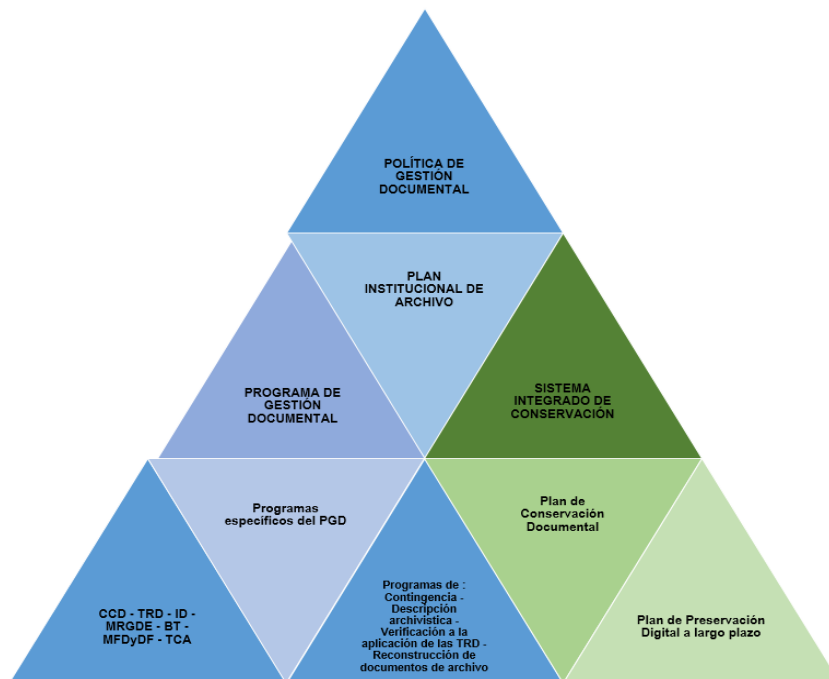 POLÍTICA DE
GESTIÓN
DOCUMENTAL
PLAN
INSTITUCIONAL DE
ARCHIVO
PROGRAMA DE
GESTIÓN
DOCUMENTAL
SISTEMA
INTEGRADO DE
CONSERVACIÓN
Programas
específicos del PGD
Plan de
Conservación
Documental
CCD - TRD - ID -
MRGDE - BT -
MFDyDF - TCA
Programas de :
Contingencia -
Descripción
archivística -
Verificación a la
aplicación de las TRD -
Reconstrucción de
documentos de archivo
Plan de Preservación
Digital a largo plazo